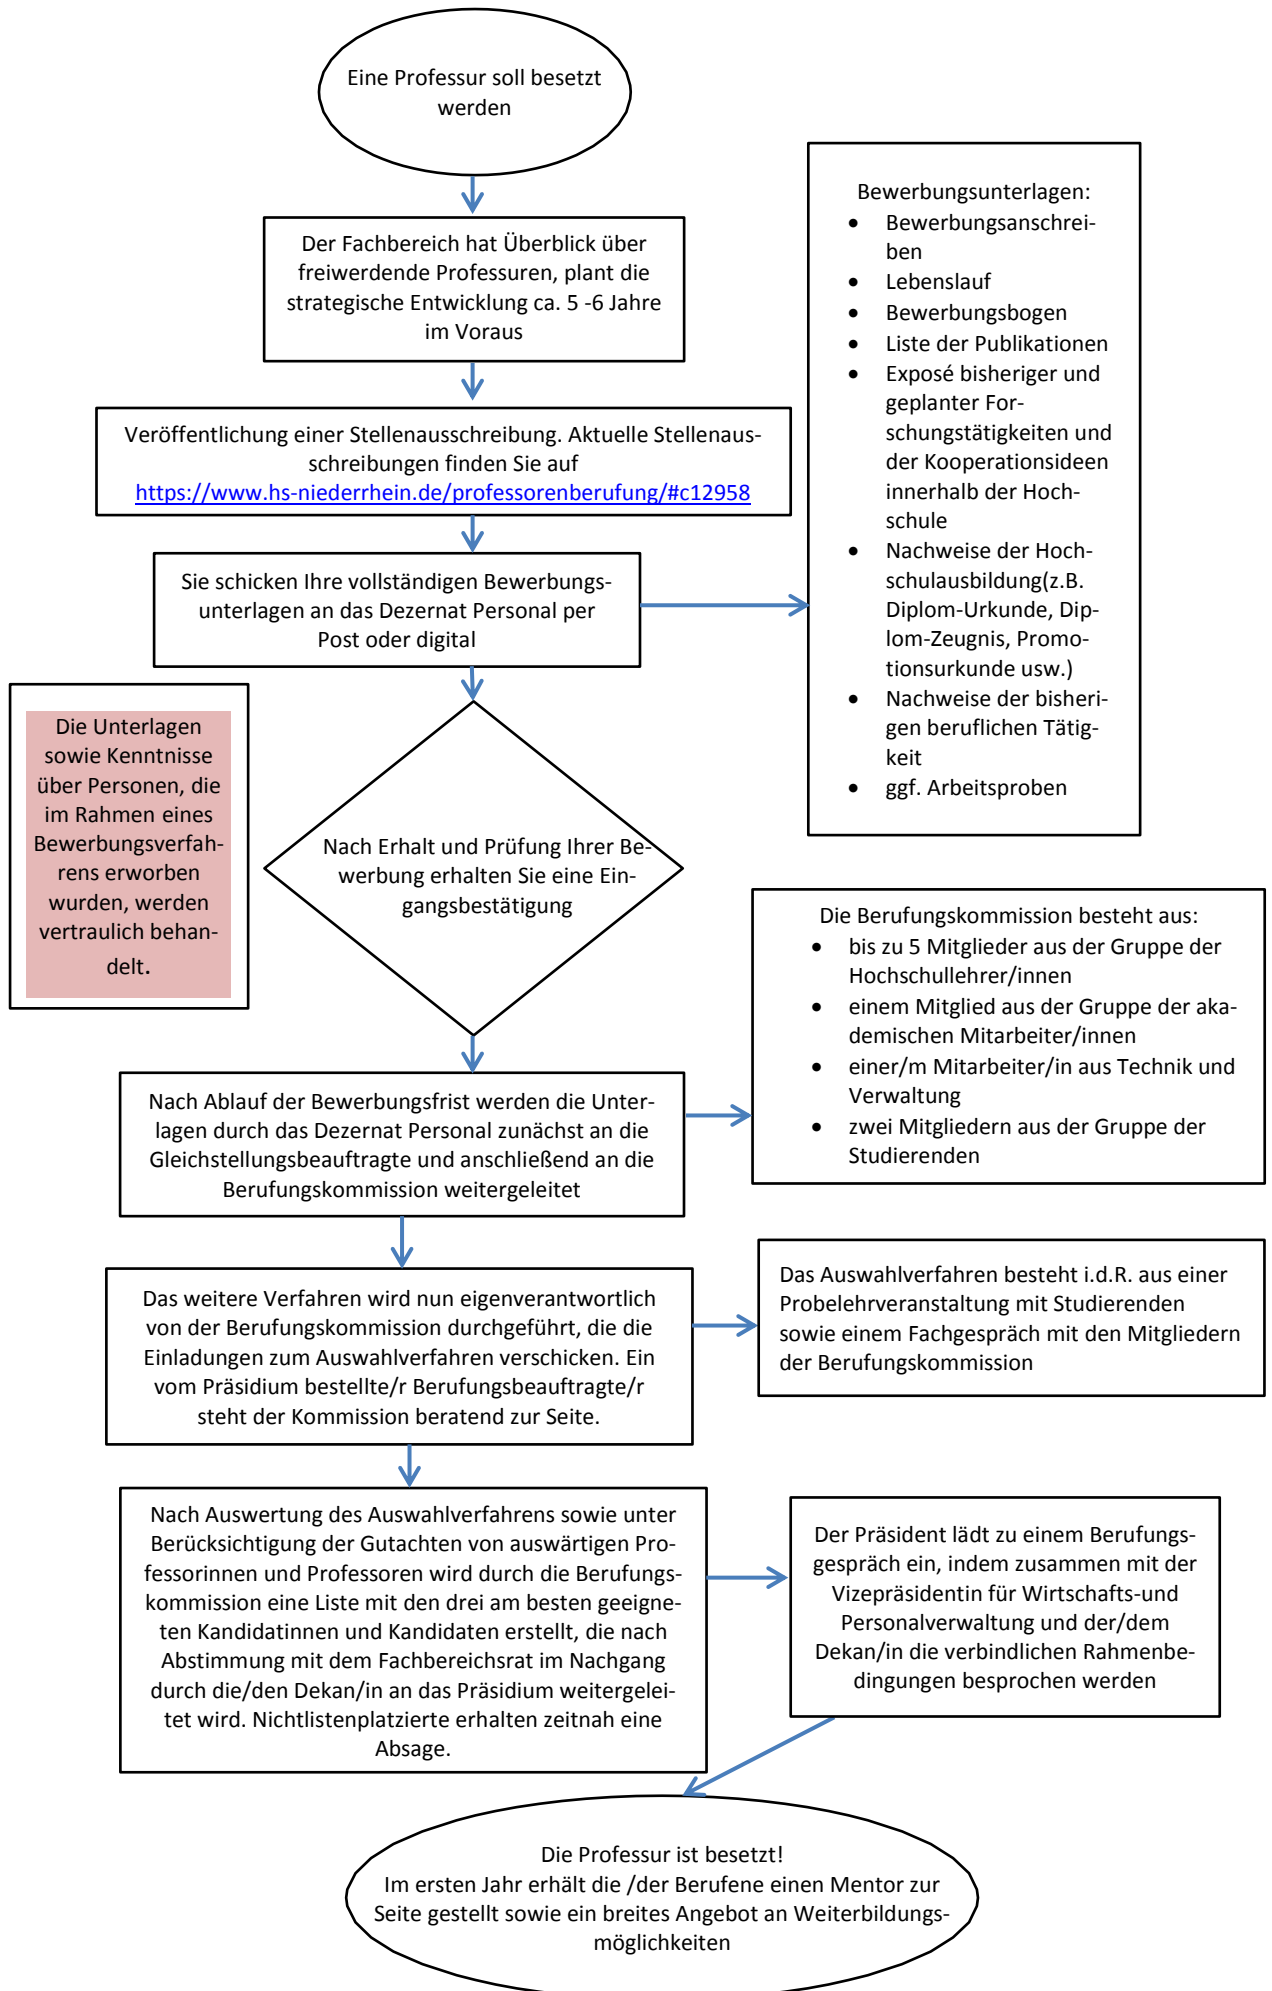 Eine Professur soll besetzt
werden
Der Fachbereich hat Überblick über
freiwerdende Professuren, plant die
strategische Entwicklung ca. 5 -6 Jahre
im Voraus
Veröffentlichung einer Stellenausschreibung. Aktuelle Stellenaus-
schreibungen finden Sie auf
https://www.hs-niederrhein.de/professorenberufung/#c12958
Sie schicken Ihre vollständigen Bewerbungs-
unterlagen an das Dezernat Personal per
Post oder digital
Bewerbungsunterlagen:
• Bewerbungsanschrei-
ben
• Lebenslauf
• Bewerbungsbogen
• Liste der Publikationen
• Exposé bisheriger und
geplanter For-
schungstätigkeiten und
der Kooperationsideen
innerhalb der Hoch-
schule
• Nachweise der Hoch-
schulausbildung(z.B.
Diplom-Urkunde, Dip-
lom-Zeugnis, Promo-
tionsurkunde usw.)
• Nachweise der bisheri-
gen beruflichen Tätig-
keit
• ggf. Arbeitsproben
Die Unterlagen
sowie Kenntnisse
über Personen, die
im Rahmen eines
Bewerbungsverfah-
rens erworben
wurden, werden
vertraulich behan-
delt.
Nach Erhalt und Prüfung Ihrer Be-
werbung erhalten Sie eine Ein-
gangsbestätigung
Nach Ablauf der Bewerbungsfrist werden die Unter-
lagen durch das Dezernat Personal zunächst an die
Gleichstellungsbeauftragte und anschließend an die
Berufungskommission weitergeleitet
Die Berufungskommission besteht aus:
• bis zu 5 Mitglieder aus der Gruppe der
Hochschullehrer/innen
• einem Mitglied aus der Gruppe der aka-
demischen Mitarbeiter/innen
• einer/m Mitarbeiter/in aus Technik und
Verwaltung
• zwei Mitgliedern aus der Gruppe der
Studierenden
Das weitere Verfahren wird nun eigenverantwortlich
von der Berufungskommission durchgeführt, die die
Einladungen zum Auswahlverfahren verschicken. Ein
vom Präsidium bestellte/r Berufungsbeauftragte/r
steht der Kommission beratend zur Seite.
Das Auswahlverfahren besteht i.d.R. aus einer
Probelehrveranstaltung mit Studierenden
sowie einem Fachgespräch mit den Mitgliedern
der Berufungskommission
Nach Auswertung des Auswahlverfahrens sowie unter
Berücksichtigung der Gutachten von auswärtigen Pro-
fessorinnen und Professoren wird durch die Berufungs-
kommission eine Liste mit den drei am besten geeigne-
ten Kandidatinnen und Kandidaten erstellt, die nach
Abstimmung mit dem Fachbereichsrat im Nachgang
durch die/den Dekan/in an das Präsidium weitergelei-
tet wird. Nichtlistenplatzierte erhalten zeitnah eine
Absage.
Der Präsident lädt zu einem Berufungs-
gespräch ein, indem zusammen mit der
Vizepräsidentin für Wirtschafts-und
Personalverwaltung und der/dem
Dekan/in die verbindlichen Rahmenbe-
dingungen besprochen werden
Die Professur ist besetzt!
Im ersten Jahr erhält die /der Berufene einen Mentor zur
Seite gestellt sowie ein breites Angebot an Weiterbildungs-
möglichkeiten